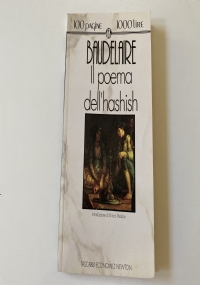 100 pagine 1000 lire
BAUDELAIRE
Il poema
dell'hashish
TASCABILI ECONOMICI NEWTON